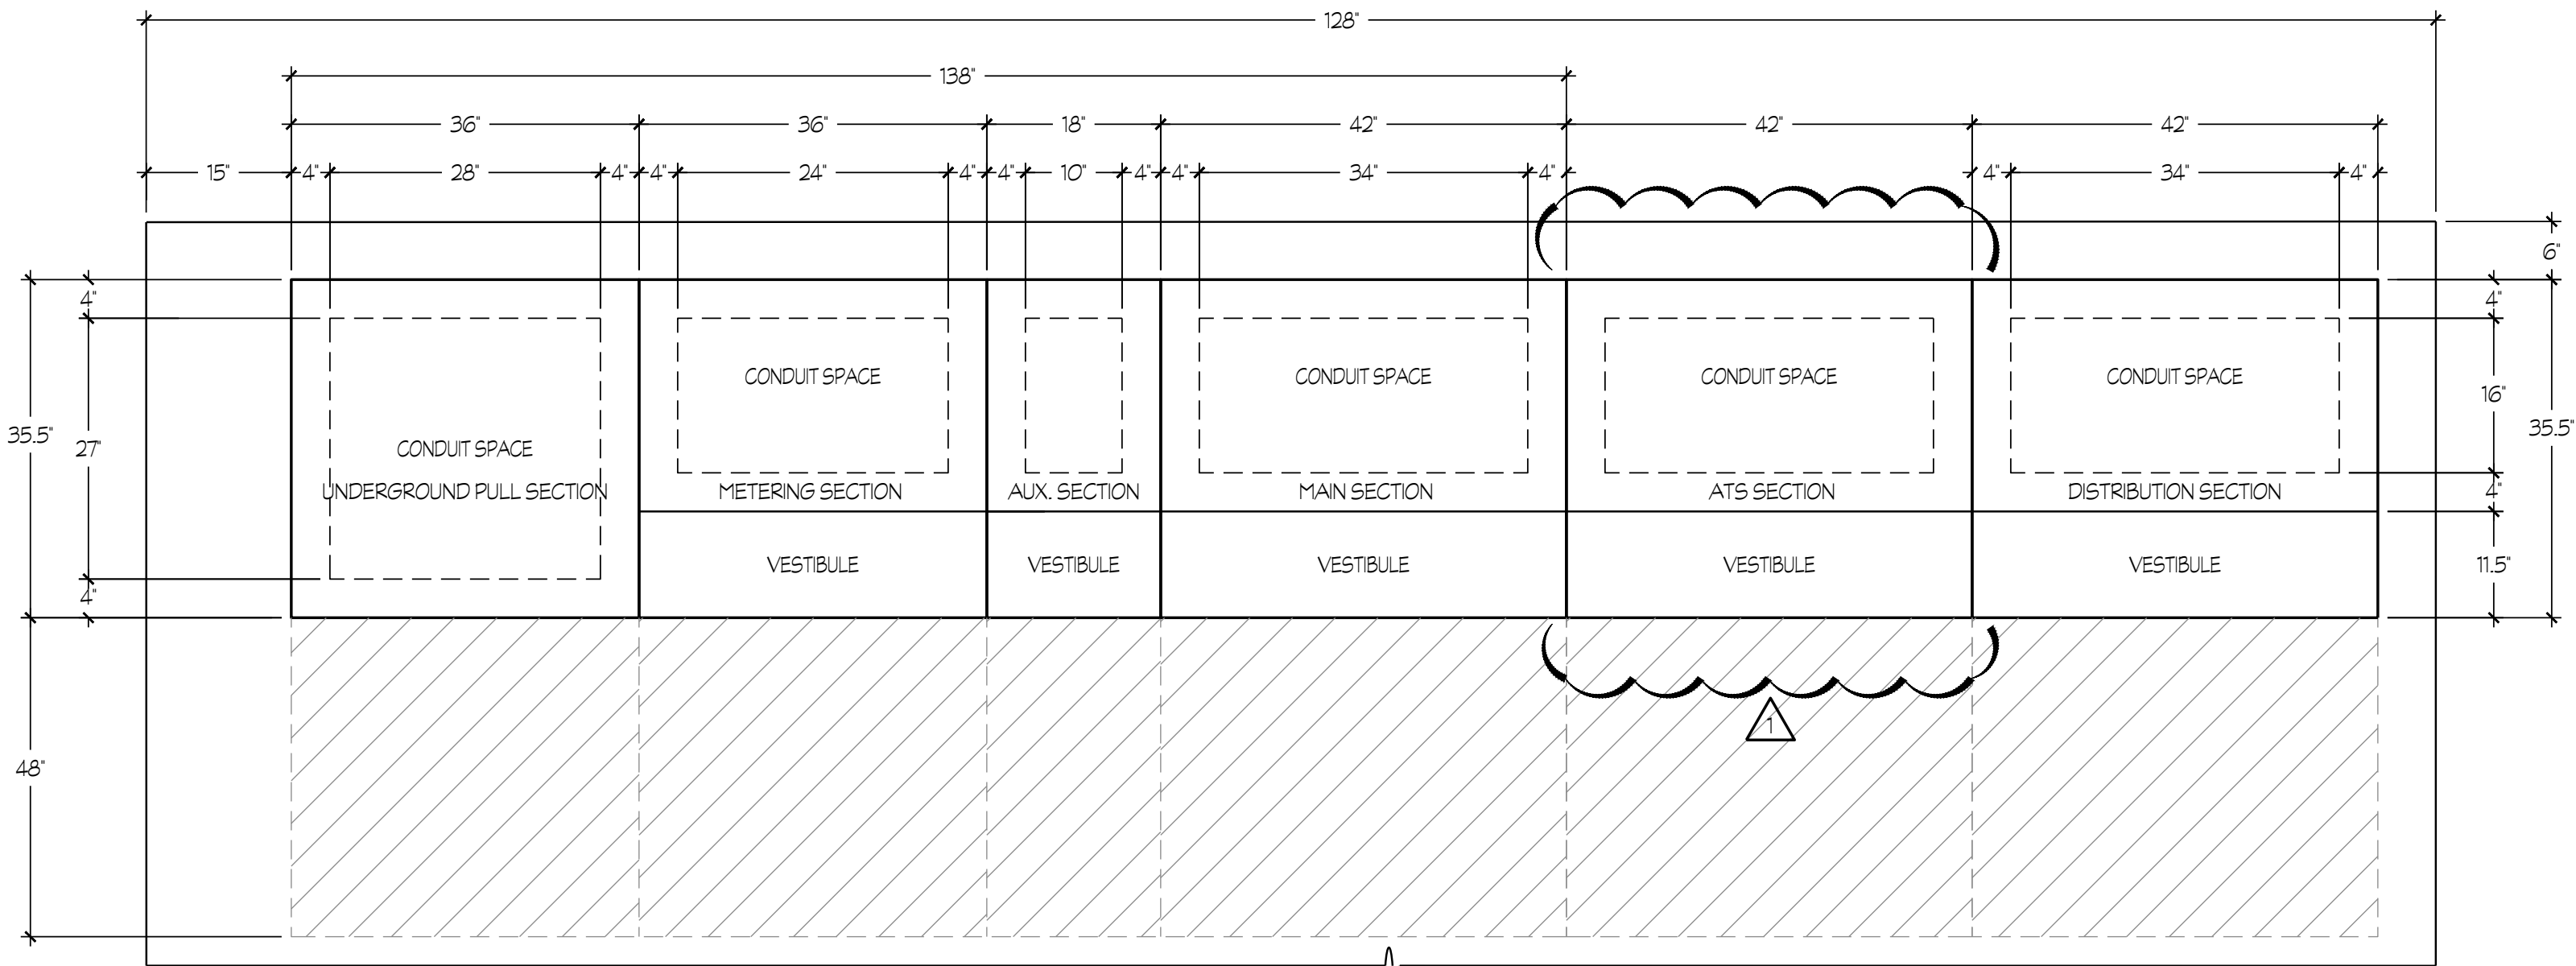 128"
138"
36" 36" 18" 42" 42" 42"
15" 4" 28" 4" 4" 24" 4" 4" 10" 4" 4" 34" 4" 4" 34" 4"
6"
4" 4"
CONDUIT SPACE CONDUIT SPACE CONDUIT SPACE CONDUIT SPACE
16"
35.5" 27" CONDUIT SPACE 35.5"
UNDERGROUND PULL SECTION METERING SECTION AUX. SECTION MAIN SECTION ATS SECTION DISTRIBUTION SECTION 4"
VESTIBULE VESTIBULE VESTIBULE VESTIBULE VESTIBULE 11.5"
4"
1
48"